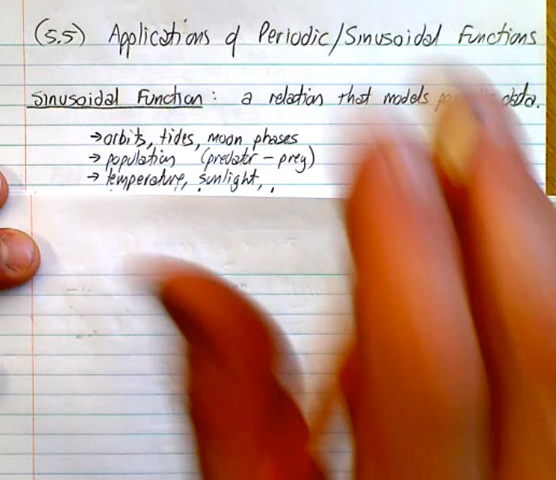 (5.5) Applications of Periodic/Sinusoidal Functions
Sinusoidal Function: a relation that models data.
→ orbits, tides, moon phases
→ population (predator - prey)
→ temperature, sunlight,